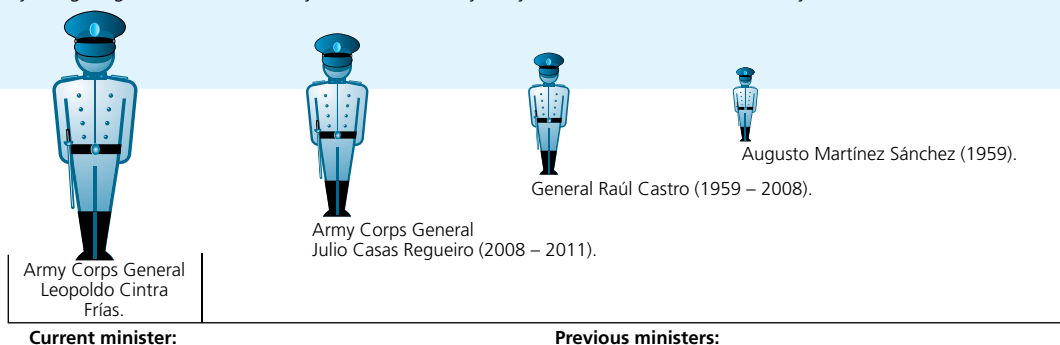 Augusto Martínez Sánchez (1959).
General Raúl Castro (1959 – 2008).
Army Corps General
Julio Casas Regueiro (2008 – 2011).
Army Corps General
Leopoldo Cintra
Frías.
Current minister:
Previous ministers: